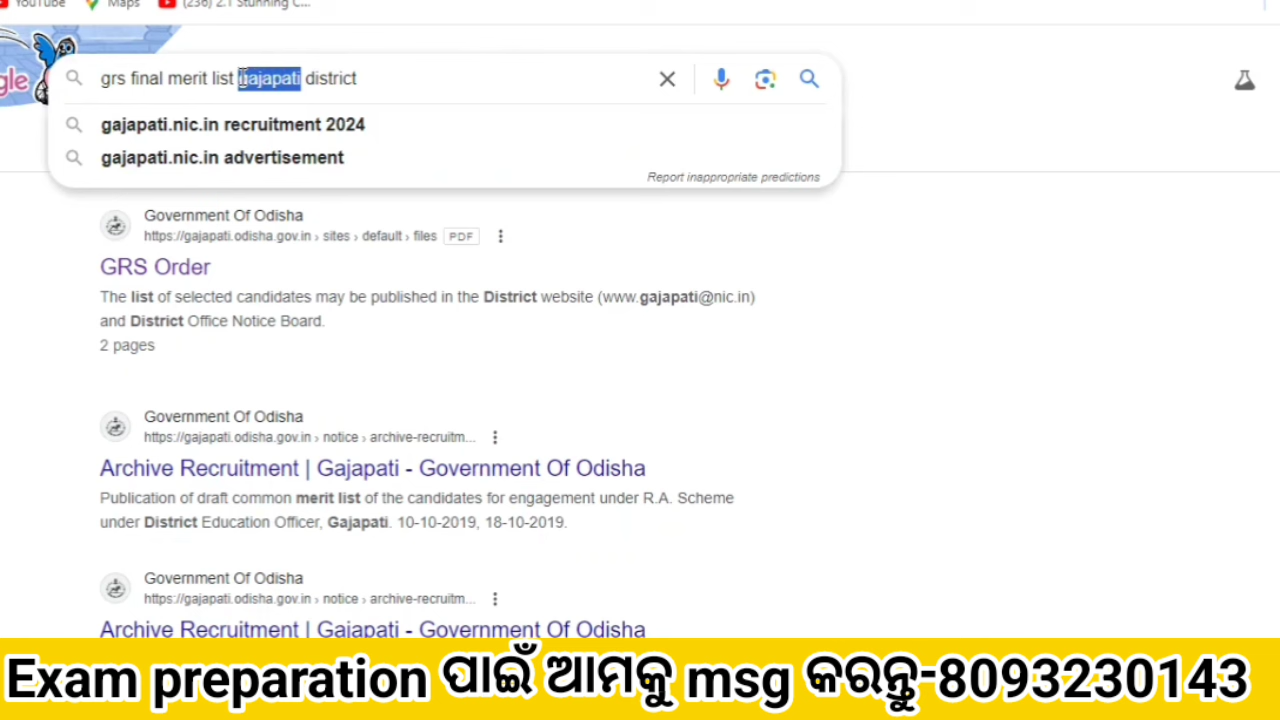 YouTube Maps (236) 2.1 Stunning C...
gle
grs final merit list gajapati district
gajapati.nic.in recruitment 2024
gajapati.nic.in advertisement
Report inappropriate predictions
Government Of Odisha
https://gajapati.odisha.gov.in › sites › default › files PDF
GRS Order
The list of selected candidates may be published in the District website (www.gajapati@nic.in)
and District Office Notice Board.
2 pages
Government Of Odisha
https://gajapati.odisha.gov.in › notice › archive-recruitm...
Archive Recruitment | Gajapati - Government Of Odisha
Publication of draft common merit list of the candidates for engagement under R.A. Scheme
under District Education Officer, Gajapati. 10-10-2019, 18-10-2019.
Government Of Odisha
https://gajapati.odisha.gov.in › notice › archive-recruitm...
Archive Recruitment | Gajapati - Government Of Odisha
Exam preparation ପାଇଁ ଆମକୁ msg କରନ୍ତୁ-8093230143